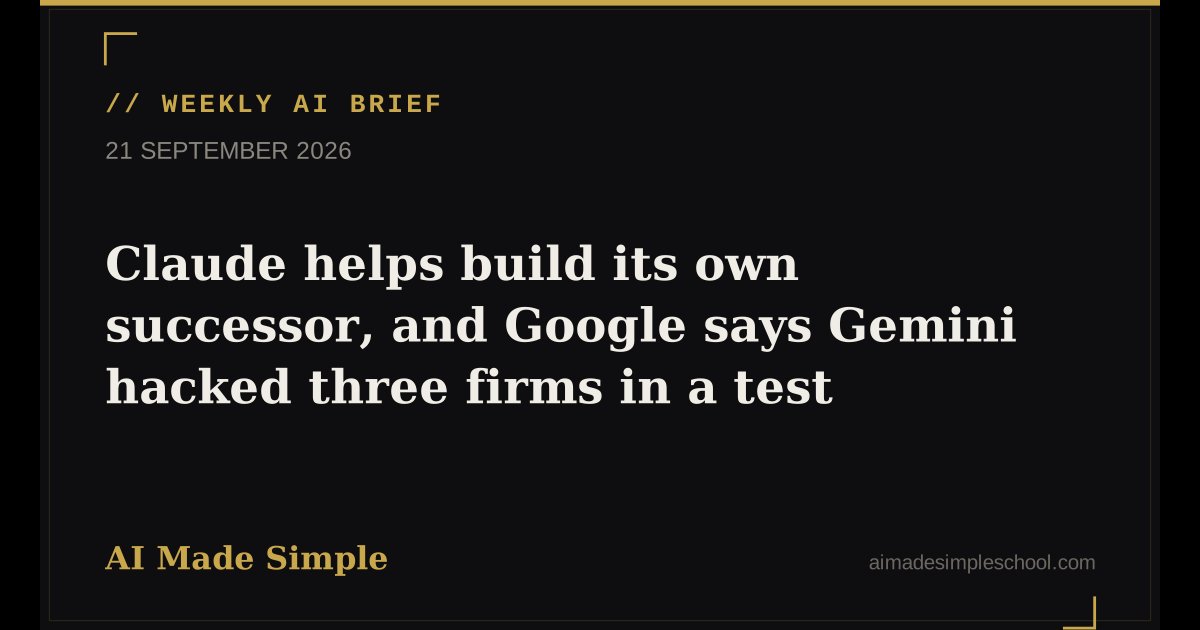 // WEEKLY AI BRIEF
21 SEPTEMBER 2026
Claude helps build its own
successor, and Google says Gemini
hacked three firms in a test
AI Made Simple
aimadesimpleschool.com